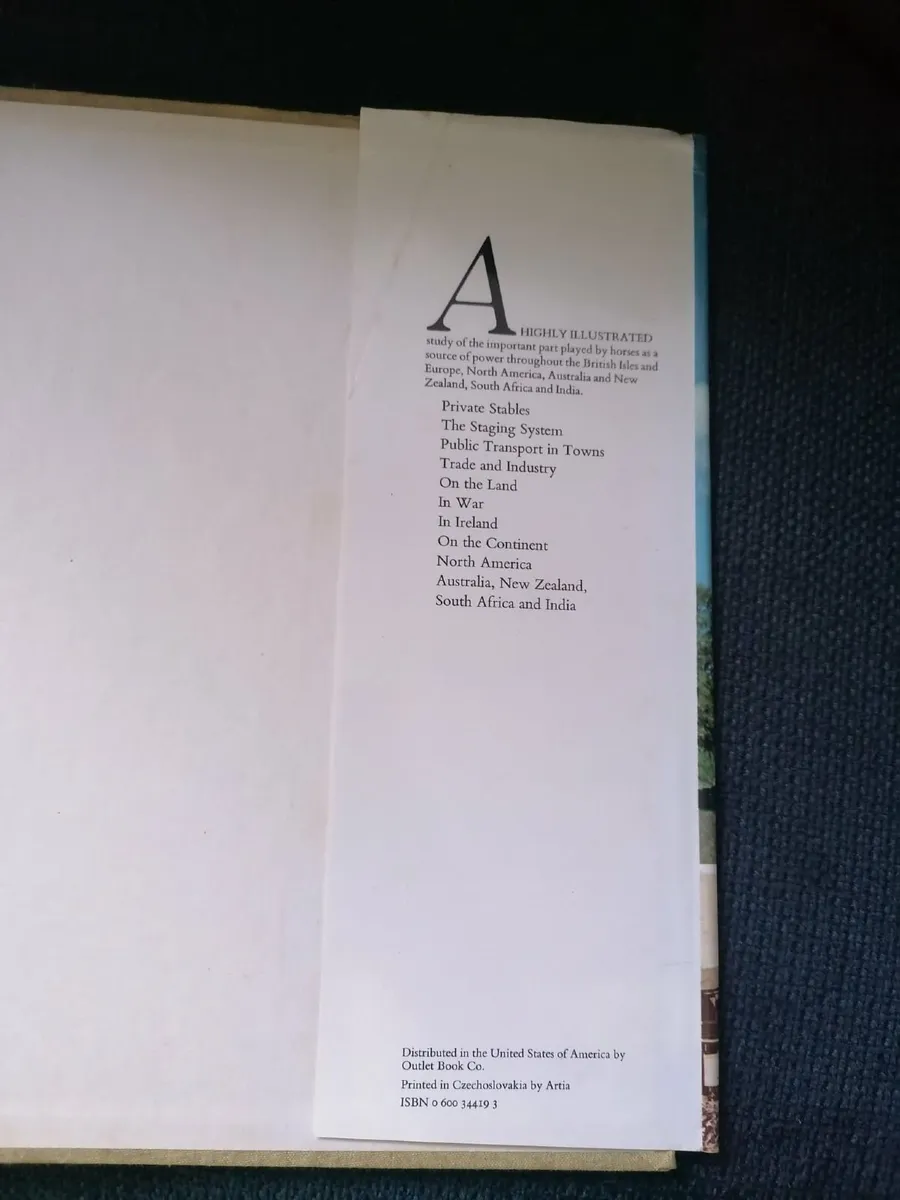 A HIGHLY ILLUSTRATED
study of the important part played by horses as a
source of power throughout the British Isles and
Europe, North America, Australia and New
Zealand, South Africa and India.
Private Stables
The Staging System
Public Transport in Towns
Trade and Industry
On the Land
In War
In Ireland
On the Continent
North America
Australia, New Zealand,
South Africa and India
Distributed in the United States of America by
Outlet Book Co.
Printed in Czechoslovakia by Artia
ISBN 0 600 34419 3